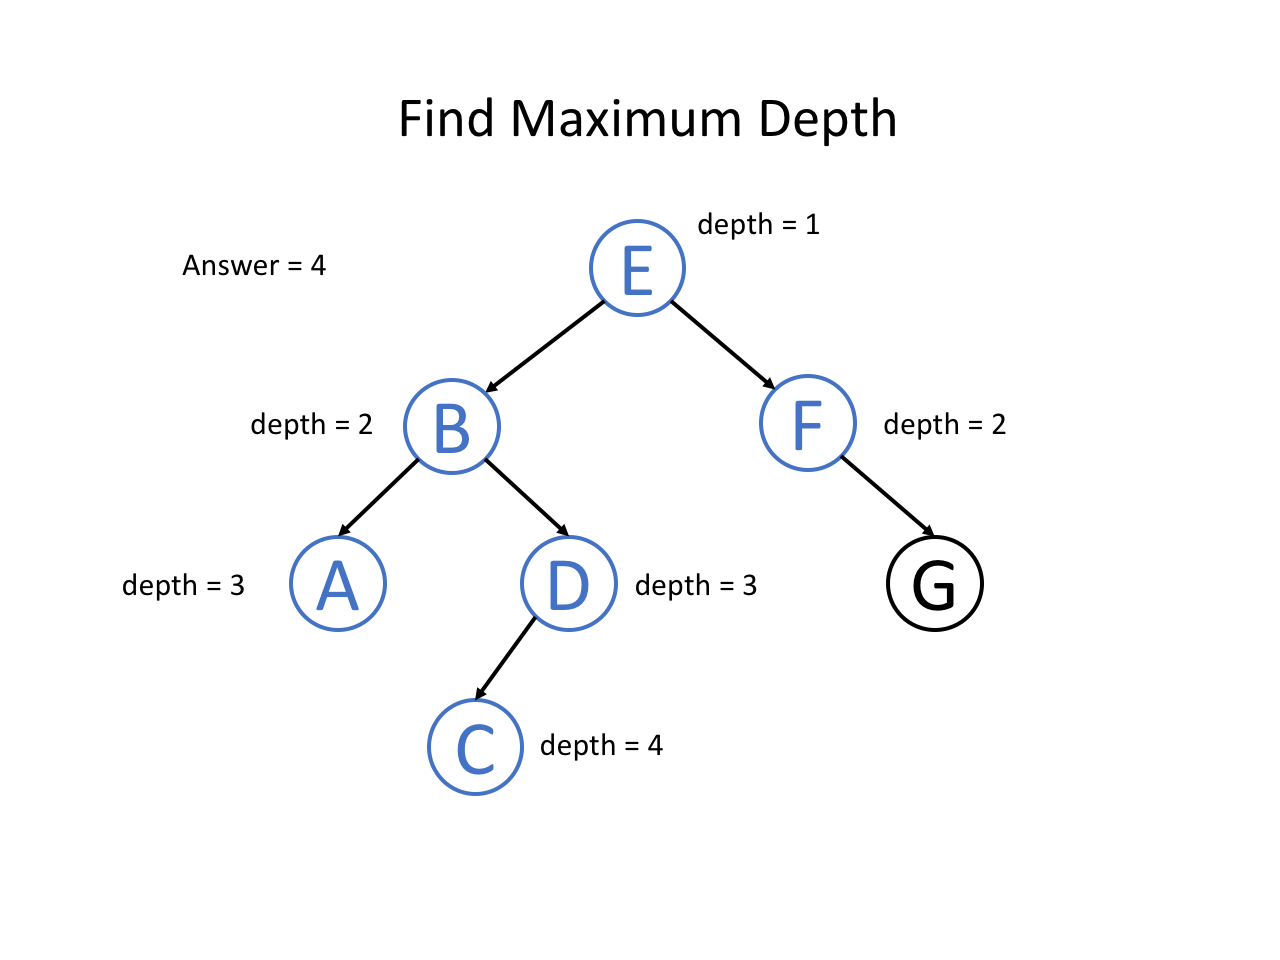 Find Maximum Depth
depth = 1
Answer = 4
E
depth = 2
B
F
depth = 2
depth = 3
A
D
depth = 3
G
C
depth = 4